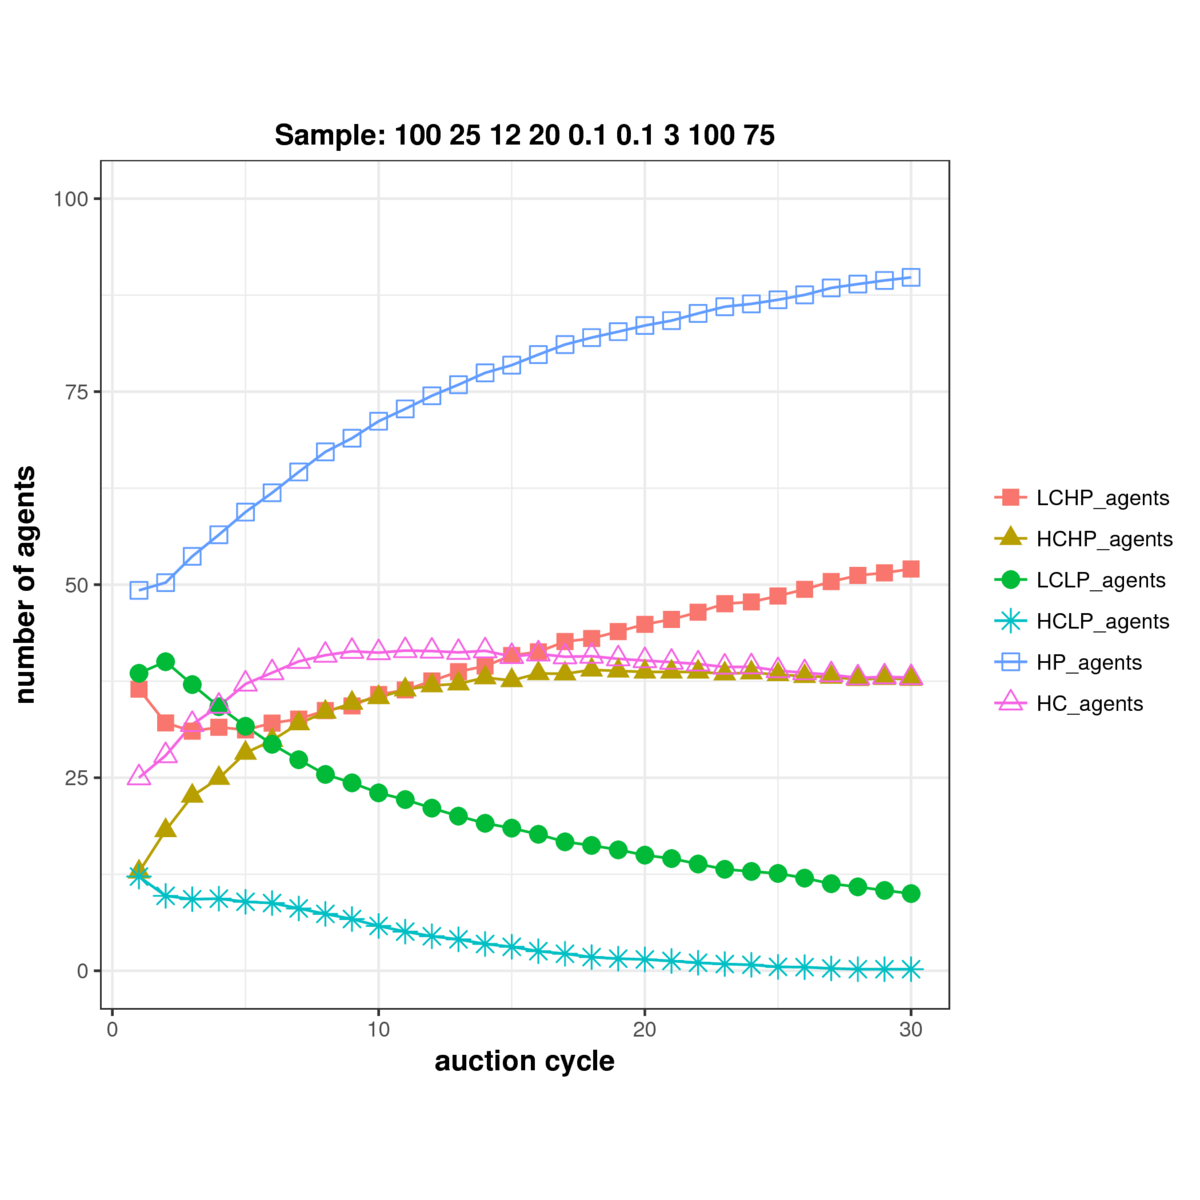 Sample: 100 25 12 20 0.1 0.1 3 100 75
100
75
50
25
0
number of agents
0
10
20
30
auction cycle
LCHP_agents
HCHP_agents
LCLP_agents
HCLP_agents
HP_agents
HC_agents